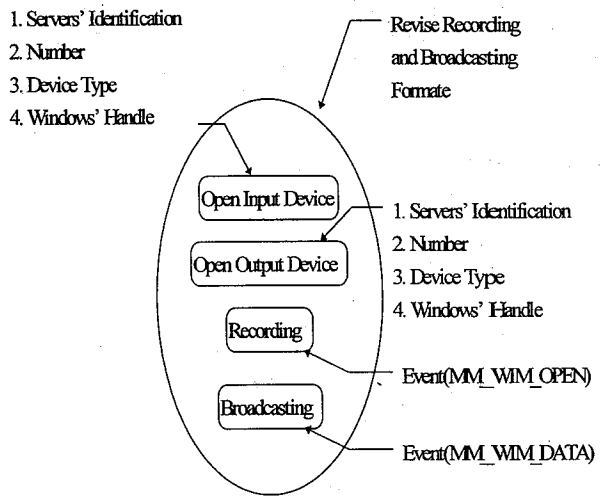 1. Servers' Identification
2. Number
3. Device Type
4. Windows' Handle
Revise Recording
and Broadcasting
Formate
Open Input Device
Open Output Device
1. Servers' Identification
2. Number
3. Device Type
4. Windows' Handle
Recording
Event(MM_WIM_OPEN)
Broadcasting
Event(MM_WIM_DATA)